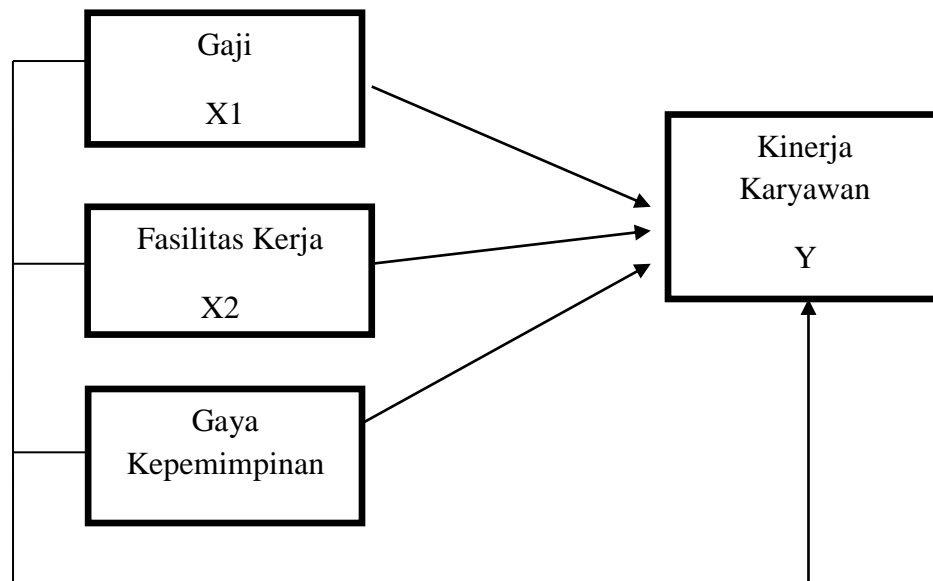 Gaji
X1
Fasilitas Kerja
X2
Gaya
Kepemimpinan
Kinerja
Karyawan
Y